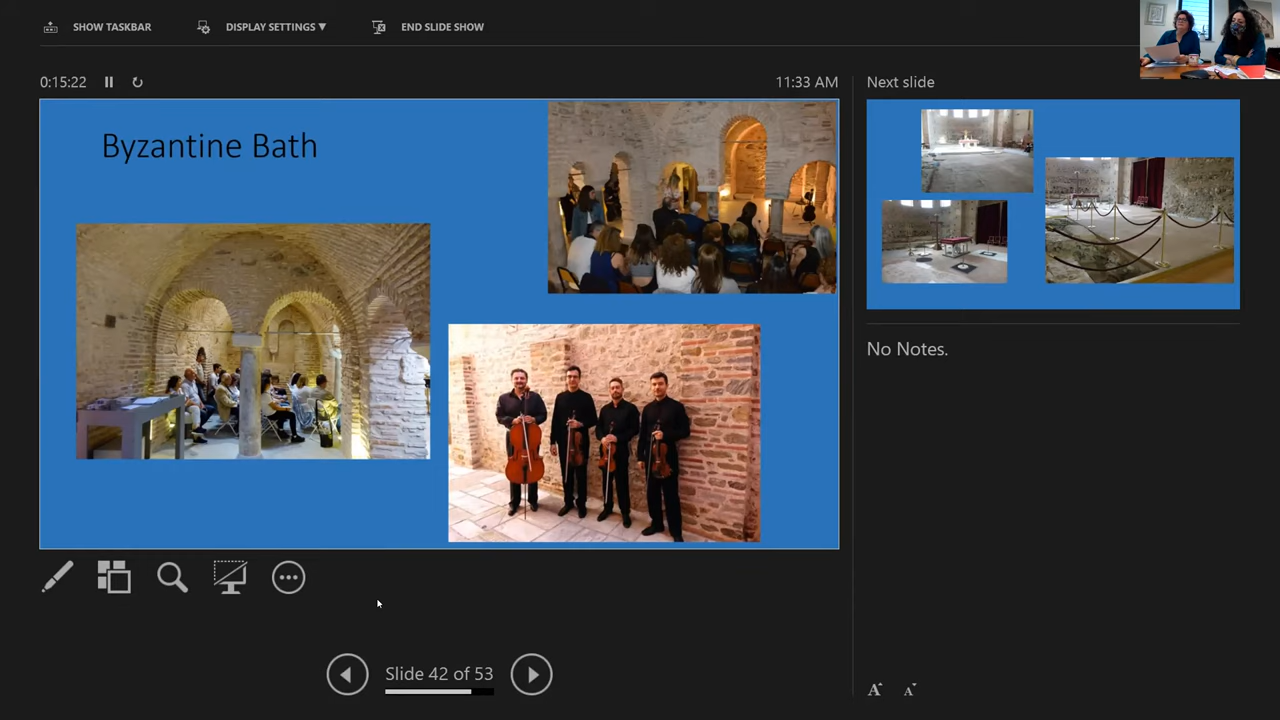 SHOW TASKBAR
DISPLAY SETTINGS ▼
END SLIDE SHOW
0:15:22
11:33 AM
Next slide
Byzantine Bath
No Notes.
Slide 42 of 53
A A